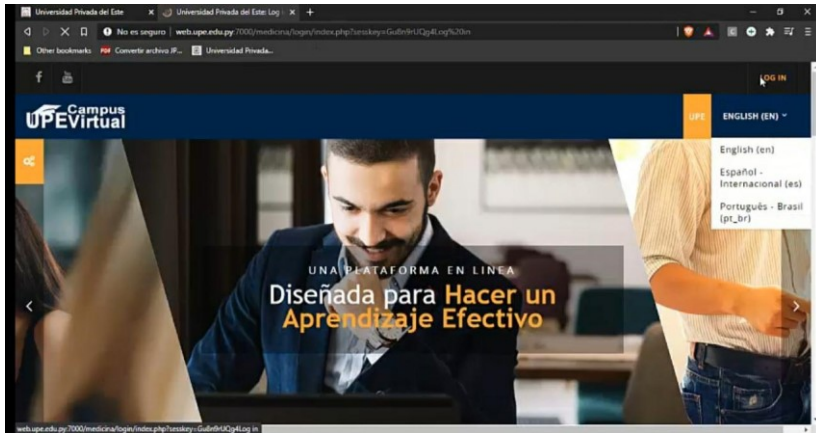 Universidad Privada del Este
Universidad Privada del Este: Log i
No es seguro | web.upe.edu.py:7000/medicina/login/index.php?sesskey=Gu8n9rUQg4Log%20in
Other bookmarks
PDF Convertir archivo JP...
Universidad Privada...
LOG IN
UPE Campus
Virtual
UPE
ENGLISH (EN)
English (en)
Español -
Internacional (es)
Português - Brasil
(pt_br)
UNA PLATAFORMA EN LINEA
Diseñada para Hacer un
Aprendizaje Efectivo
web.upe.edu.py:7000/medicina/login/index.php?sesskey=Gu8n9rUQg4Log in